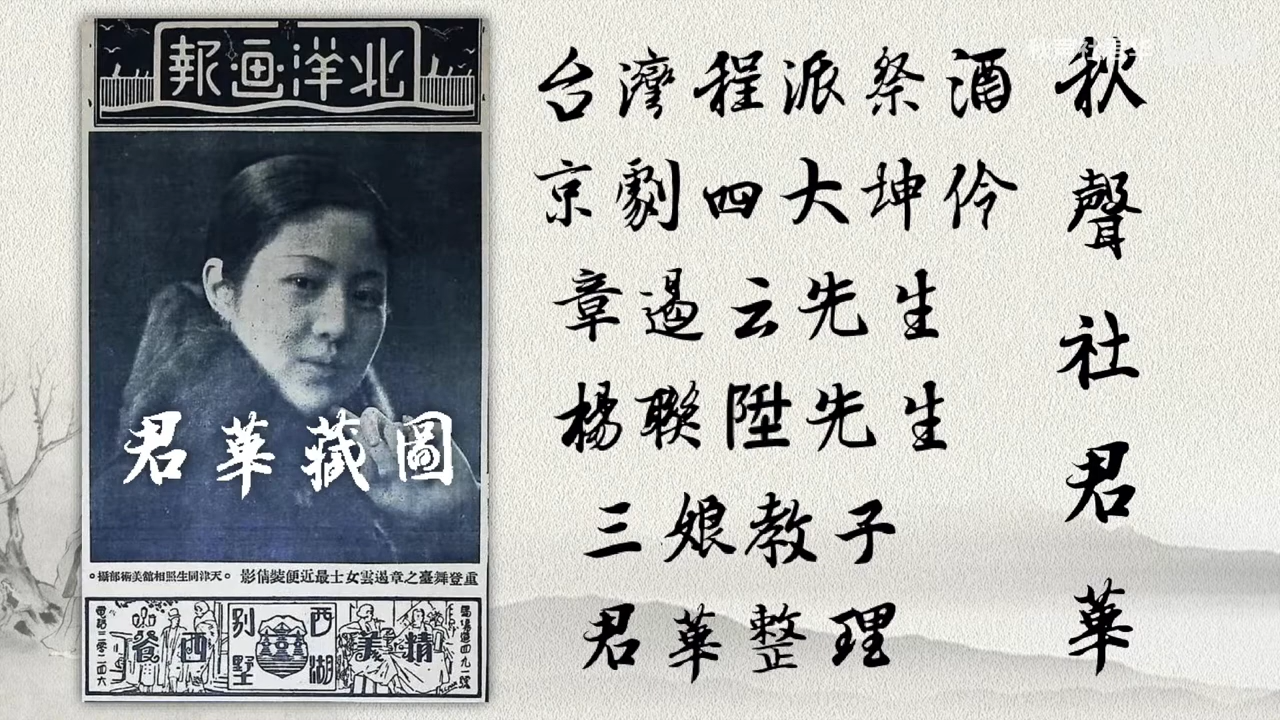 北洋画報
君華藏圖
重登舞臺之章遏雲女士最近便裝倩影 天津同生照相館美術部攝
精美
西湖別墅
西餐
台灣程派祭酒
京劇四大坤伶
章遏云先生
楊聯陞先生
三娘教子
君華整理
秋聲社君華